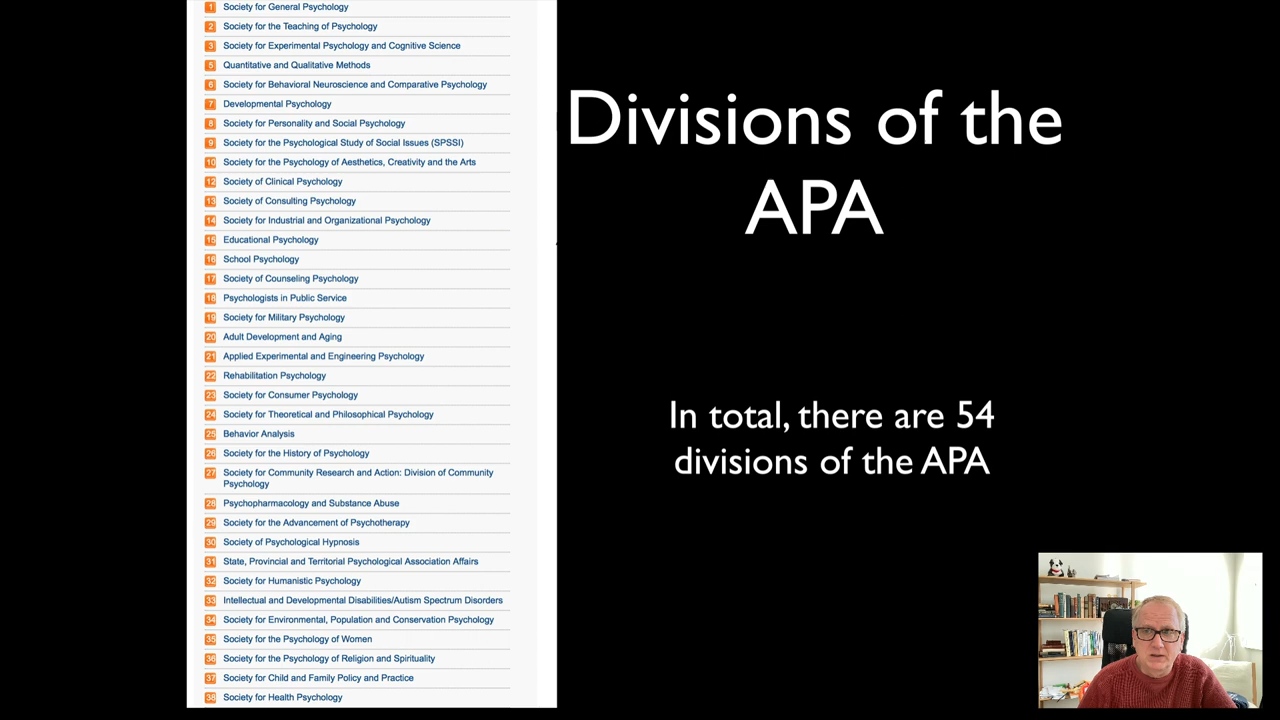 1 Society for General Psychology
2 Society for the Teaching of Psychology
3 Society for Experimental Psychology and Cognitive Science
5 Quantitative and Qualitative Methods
6 Society for Behavioral Neuroscience and Comparative Psychology
7 Developmental Psychology
8 Society for Personality and Social Psychology
9 Society for the Psychological Study of Social Issues (SPSSI)
10 Society for the Psychology of Aesthetics, Creativity and the Arts
12 Society of Clinical Psychology
13 Society of Consulting Psychology
14 Society for Industrial and Organizational Psychology
15 Educational Psychology
16 School Psychology
17 Society of Counseling Psychology
18 Psychologists in Public Service
19 Society for Military Psychology
20 Adult Development and Aging
21 Applied Experimental and Engineering Psychology
22 Rehabilitation Psychology
23 Society for Consumer Psychology
24 Society for Theoretical and Philosophical Psychology
25 Behavior Analysis
26 Society for the History of Psychology
27 Society for Community Research and Action: Division of Community
Psychology
28 Psychopharmacology and Substance Abuse
29 Society for the Advancement of Psychotherapy
30 Society of Psychological Hypnosis
31 State, Provincial and Territorial Psychological Association Affairs
32 Society for Humanistic Psychology
33 Intellectual and Developmental Disabilities/Autism Spectrum Disorders
34 Society for Environmental, Population and Conservation Psychology
35 Society for the Psychology of Women
36 Society for the Psychology of Religion and Spirituality
37 Society for Child and Family Policy and Practice
38 Society for Health Psychology
Divisions of the
APA
In total, there are 54
divisions of the APA